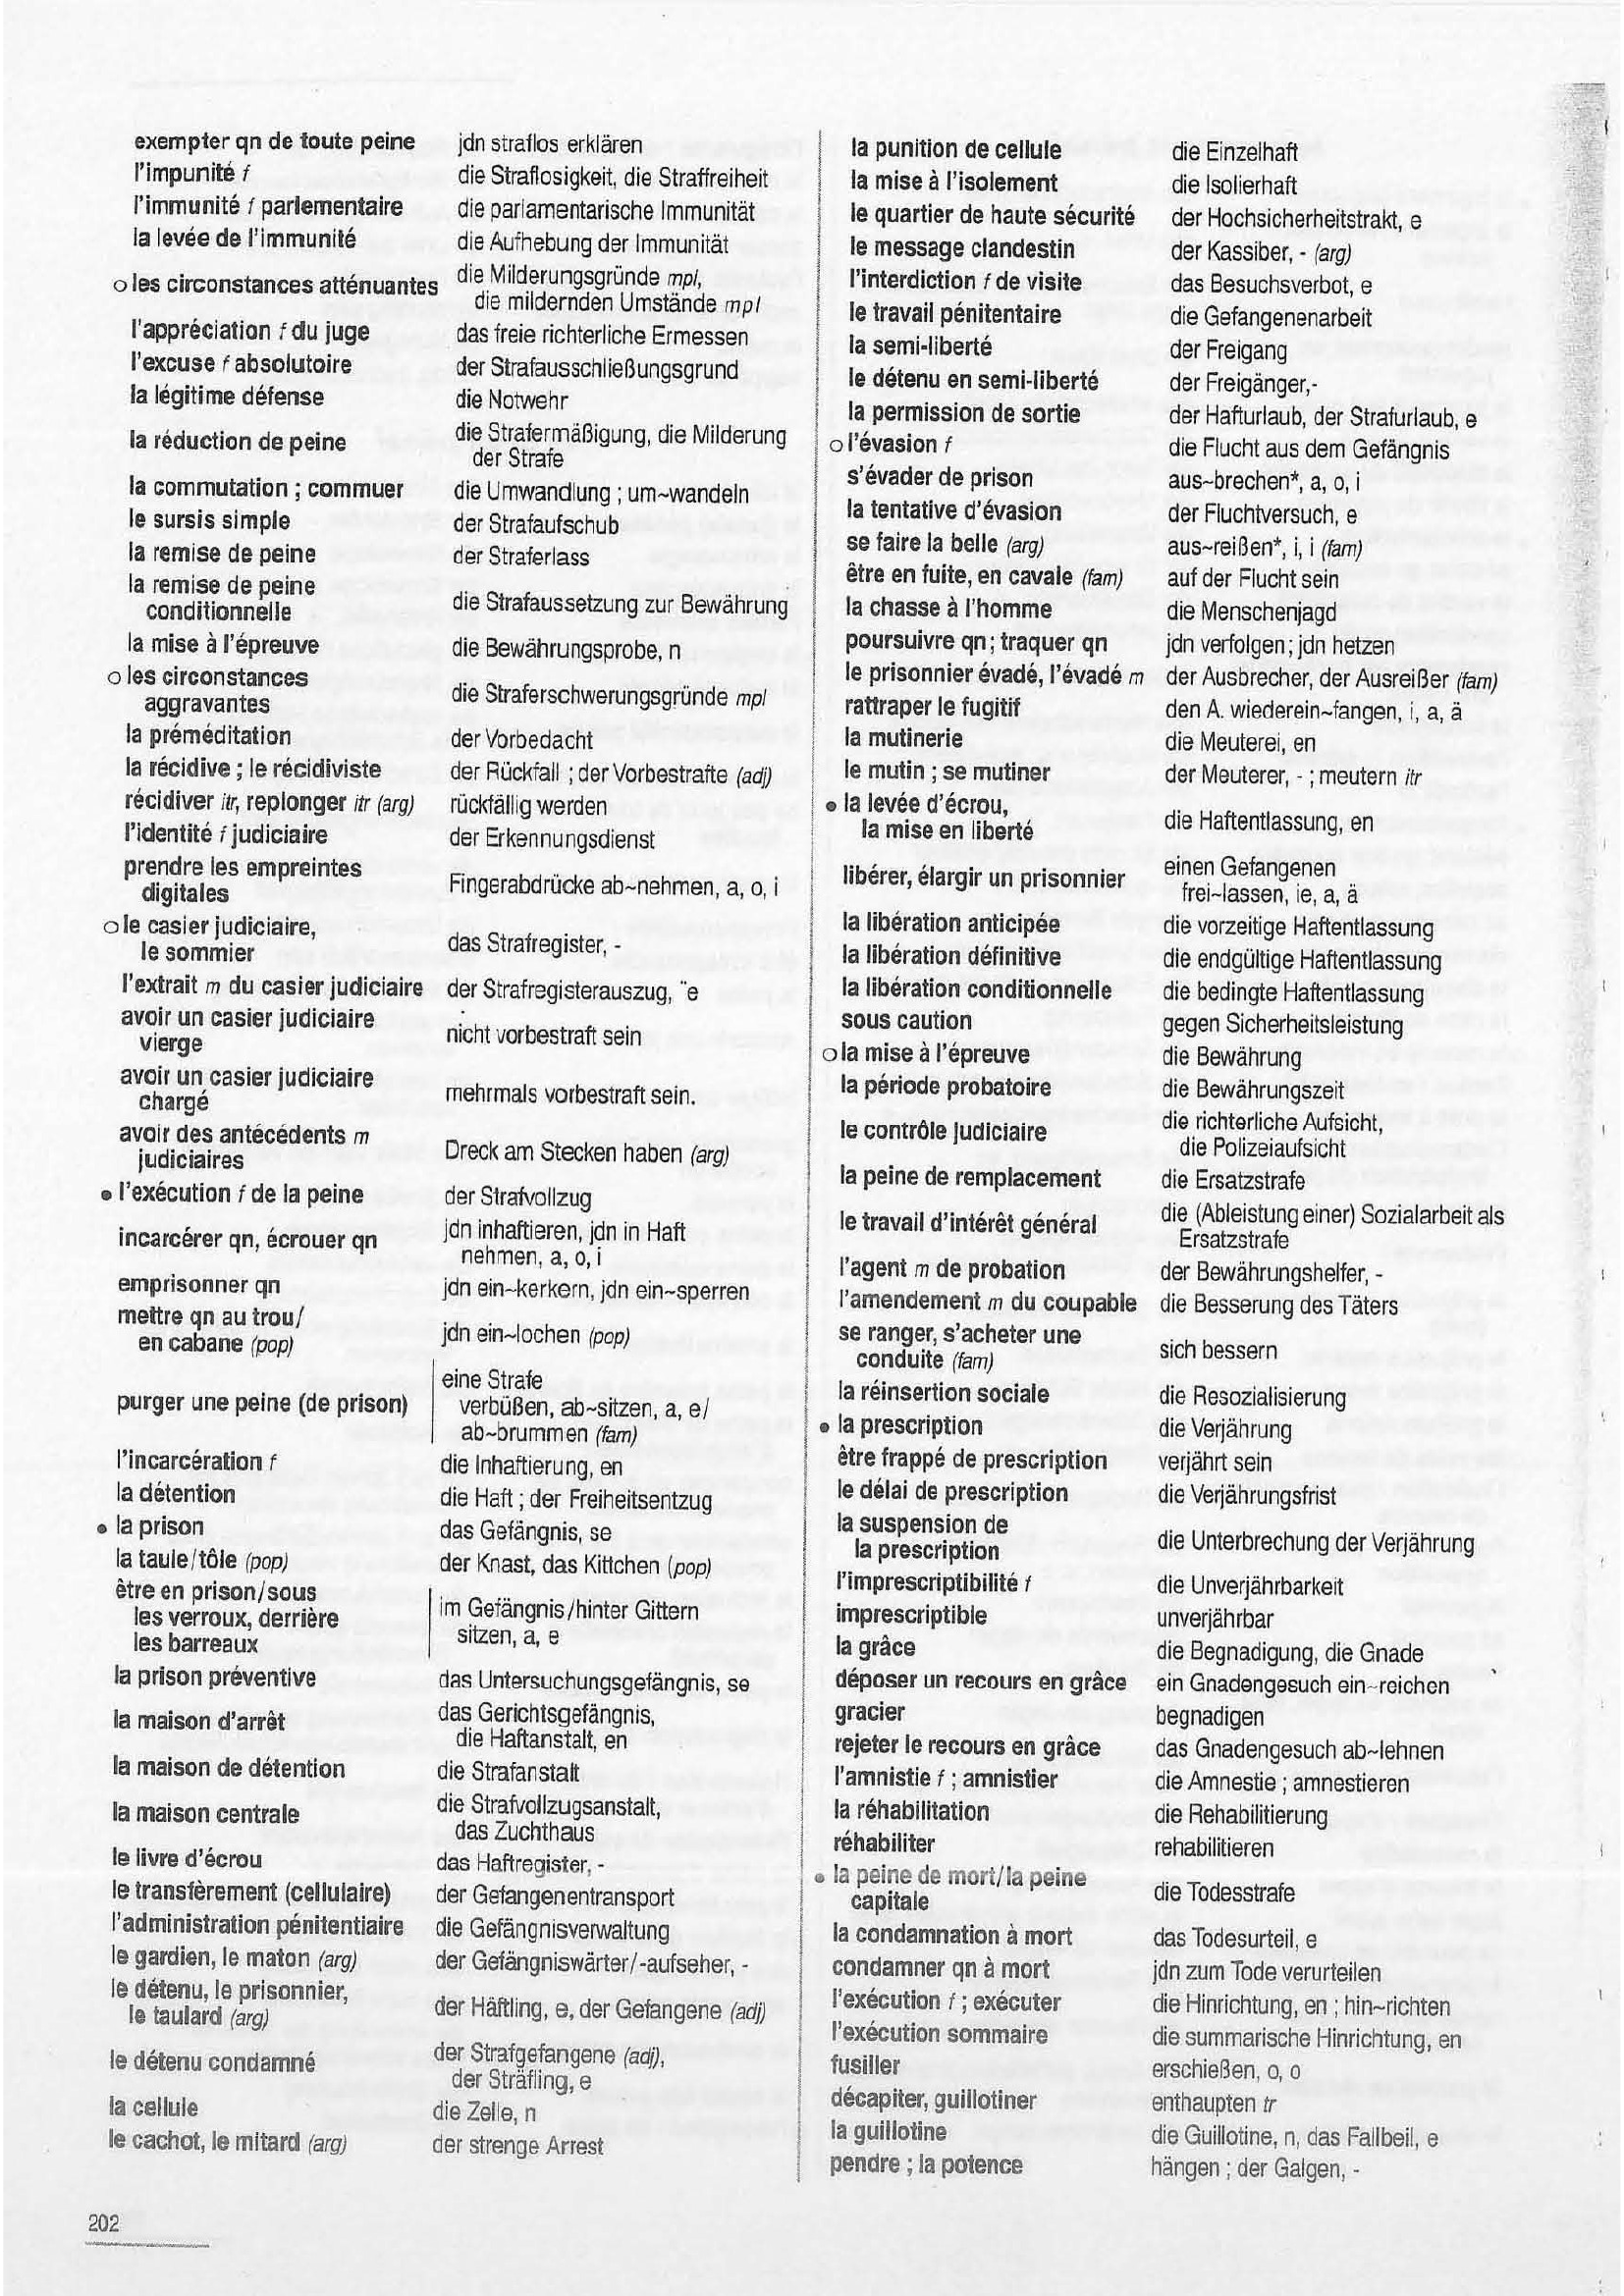 exempter qn de toute peine jdn straflos erklären
l'impunité f die Straflosigkeit, die Straffreiheit
l'immunité f parlementaire die parlamentarische Immunität
la levée de l'immunité die Aufhebung der Immunität
o les circonstances atténuantes die Milderungsgründe mpl,
die mildernden Umstände mpl
l'appréciation f du juge das freie richterliche Ermessen
l'excuse f absolutoire der Strafausschließungsgrund
la légitime défense die Notwehr
la réduction de peine die Strafermäßigung, die Milderung
der Strafe
la commutation ; commuer die Umwandlung ; um~wandeln
le sursis simple der Strafaufschub
la remise de peine der Straferlass
la remise de peine
conditionnelle die Strafaussetzung zur Bewährung
la mise à l'épreuve die Bewährungsprobe, n
o les circonstances
aggravantes die Straferschwerungsgründe mpl
la préméditation der Vorbedacht
la récidive ; le récidiviste der Rückfall ; der Vorbestrafte (adj)
récidiver itr, replonger itr (arg) rückfällig werden
l'identité f judiciaire der Erkennungsdienst
prendre les empreintes
digitales Fingerabdrücke ab~nehmen, a, o, i
o le casier judiciaire,
le sommier das Strafregister, -
l'extrait m du casier judiciaire der Strafregisterauszug, ¨e
avoir un casier judiciaire
vierge nicht vorbestraft sein
avoir un casier judiciaire
chargé mehrmals vorbestraft sein.
avoir des antécédents m
judiciaires Dreck am Stecken haben (arg)
• l'exécution f de la peine der Strafvollzug
incarcérer qn, écrouer qn jdn inhaftieren, jdn in Haft
nehmen, a, o, i
emprisonner qn jdn ein~kerkern, jdn ein~sperren
mettre qn au trou/
en cabane (pop) jdn ein~lochen (pop)
eine Strafe
purger une peine (de prison) verbüßen, ab~sitzen, a, e/
ab~brummen (fam)
l'incarcération f die Inhaftierung, en
la détention die Haft ; der Freiheitsentzug
• la prison das Gefängnis, se
la taule/tôle (pop) der Knast, das Kittchen (pop)
être en prison/sous
les verroux, derrière im Gefängnis/hinter Gittern
les barreaux sitzen, a, e
la prison préventive das Untersuchungsgefängnis, se
la maison d'arrêt das Gerichtsgefängnis,
die Haftanstalt, en
la maison de détention die Strafanstalt
la maison centrale die Strafvollzugsanstalt,
das Zuchthaus
le livre d'écrou das Haftregister, -
le transfèrement (cellulaire) der Gefangenentransport
l'administration pénitentiaire die Gefängnisverwaltung
le gardien, le maton (arg) der Gefängniswärter/-aufseher, -
le détenu, le prisonnier,
le taulard (arg) der Häftling, e, der Gefangene (adj)
le détenu condamné der Strafgefangene (adj),
der Sträfling, e
la cellule die Zelle, n
le cachot, le mitard (arg) der strenge Arrest
la punition de cellule die Einzelhaft
la mise à l'isolement die Isolierhaft
le quartier de haute sécurité der Hochsicherheitstrakt, e
le message clandestin der Kassiber, - (arg)
l'interdiction f de visite das Besuchsverbot, e
le travail pénitentaire die Gefangenenarbeit
la semi-liberté der Freigang
le détenu en semi-liberté der Freigänger,-
la permission de sortie der Hafturlaub, der Strafurlaub, e
o l'évasion f die Flucht aus dem Gefängnis
s'évader de prison aus~brechen*, a, o, i
la tentative d'évasion der Fluchtversuch, e
se faire la belle (arg) aus~reißen*, i, i (fam)
être en fuite, en cavale (fam) auf der Flucht sein
la chasse à l'homme die Menschenjagd
poursuivre qn ; traquer qn jdn verfolgen ; jdn hetzen
le prisonnier évadé, l'évadé m der Ausbrecher, der Ausreißer (fam)
rattraper le fugitif den A. wiederein~fangen, i, a, ä
la mutinerie die Meuterei, en
le mutin ; se mutiner der Meuterer, - ; meutern itr
• la levée d'écrou,
la mise en liberté die Haftentlassung, en
libérer, élargir un prisonnier einen Gefangenen
frei~lassen, ie, a, ä
la libération anticipée die vorzeitige Haftentlassung
la libération définitive die endgültige Haftentlassung
la libération conditionnelle die bedingte Haftentlassung
sous caution gegen Sicherheitsleistung
o la mise à l'épreuve die Bewährung
la période probatoire die Bewährungszeit
le contrôle judiciaire die richterliche Aufsicht,
die Polizeiaufsicht
la peine de remplacement die Ersatzstrafe
le travail d'intérêt général die (Ableistung einer) Sozialarbeit als
Ersatzstrafe
l'agent m de probation der Bewährungshelfer, -
l'amendement m du coupable die Besserung des Täters
se ranger, s'acheter une
conduite (fam) sich bessern
la réinsertion sociale die Resozialisierung
• la prescription die Verjährung
être frappé de prescription verjährt sein
le délai de prescription die Verjährungsfrist
la suspension de
la prescription die Unterbrechung der Verjährung
l'imprescriptibilité f die Unverjährbarkeit
imprescriptible unverjährbar
la grâce die Begnadigung, die Gnade
déposer un recours en grâce ein Gnadengesuch ein~reichen
gracier begnadigen
rejeter le recours en grâce das Gnadengesuch ab~lehnen
l'amnistie f ; amnistier die Amnestie ; amnestieren
la réhabilitation die Rehabilitierung
réhabiliter rehabilitieren
• la peine de mort/la peine
capitale die Todesstrafe
la condamnation à mort das Todesurteil, e
condamner qn à mort jdn zum Tode verurteilen
l'exécution f ; exécuter die Hinrichtung, en ; hin~richten
l'exécution sommaire die summarische Hinrichtung, en
fusiller erschießen, o, o
décapiter, guillotiner enthaupten tr
la guillotine die Guillotine, n, das Fallbeil, e
pendre ; la potence hängen ; der Galgen, -
202